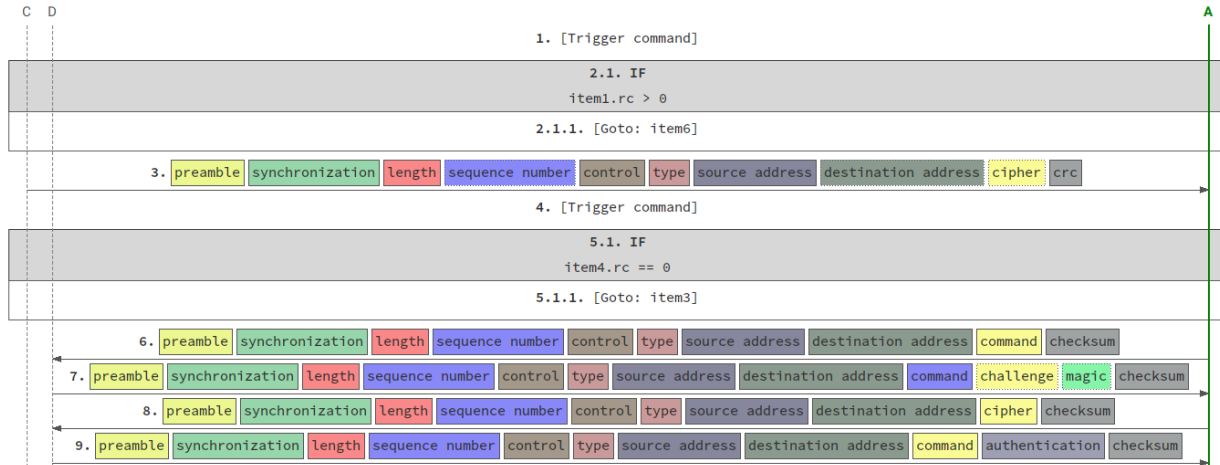 C D A
1. [Trigger command]
2.1. IF
item1.rc > 0
2.1.1. [Goto: item6]
3. preamble synchronization length sequence number control type source address destination address cipher crc
4. [Trigger command]
5.1. IF
item4.rc == 0
5.1.1. [Goto: item3]
6. preamble synchronization length sequence number control type source address destination address command checksum
7. preamble synchronization length sequence number control type source address destination address command challenge magic checksum
8. preamble synchronization length sequence number control type source address destination address cipher checksum
9. preamble synchronization length sequence number control type source address destination address command authentication checksum